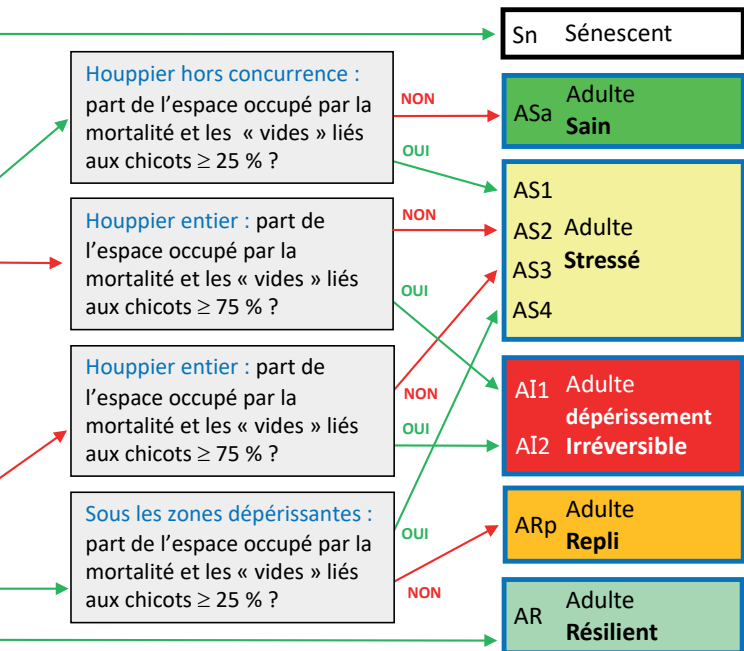 Sn Sénescent
Houppier hors concurrence :
part de l'espace occupé par la
mortalité et les « vides » liés
aux chicots ≥ 25 % ?
NON
OUI
ASa Adulte
Sain
Houppier entier : part de
l'espace occupé par la
mortalité et les « vides » liés
aux chicots ≥ 75 % ?
NON
OUI
AS1
AS2 Adulte
AS3 Stressé
AS4
Houppier entier : part de
l'espace occupé par la
mortalité et les « vides » liés
aux chicots ≥ 75 % ?
NON
OUI
AI1 Adulte
dépérissement
AI2 Irréversible
Sous les zones dépérissantes :
part de l'espace occupé par la
mortalité et les « vides » liés
aux chicots ≥ 25 % ?
OUI
NON
ARp Adulte
Repli
AR Adulte
Résilient